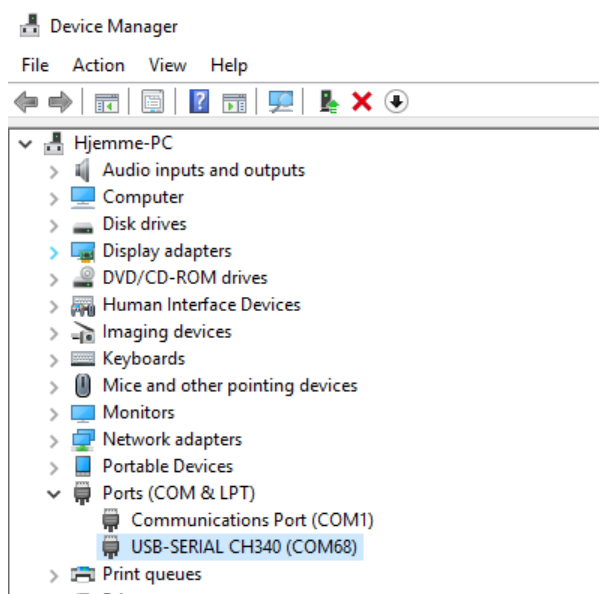 Device Manager
File Action View Help
Hjemme-PC
Audio inputs and outputs
Computer
Disk drives
Display adapters
DVD/CD-ROM drives
Human Interface Devices
Imaging devices
Keyboards
Mice and other pointing devices
Monitors
Network adapters
Portable Devices
Ports (COM & LPT)
Communications Port (COM1)
USB-SERIAL CH340 (COM68)
Print queues